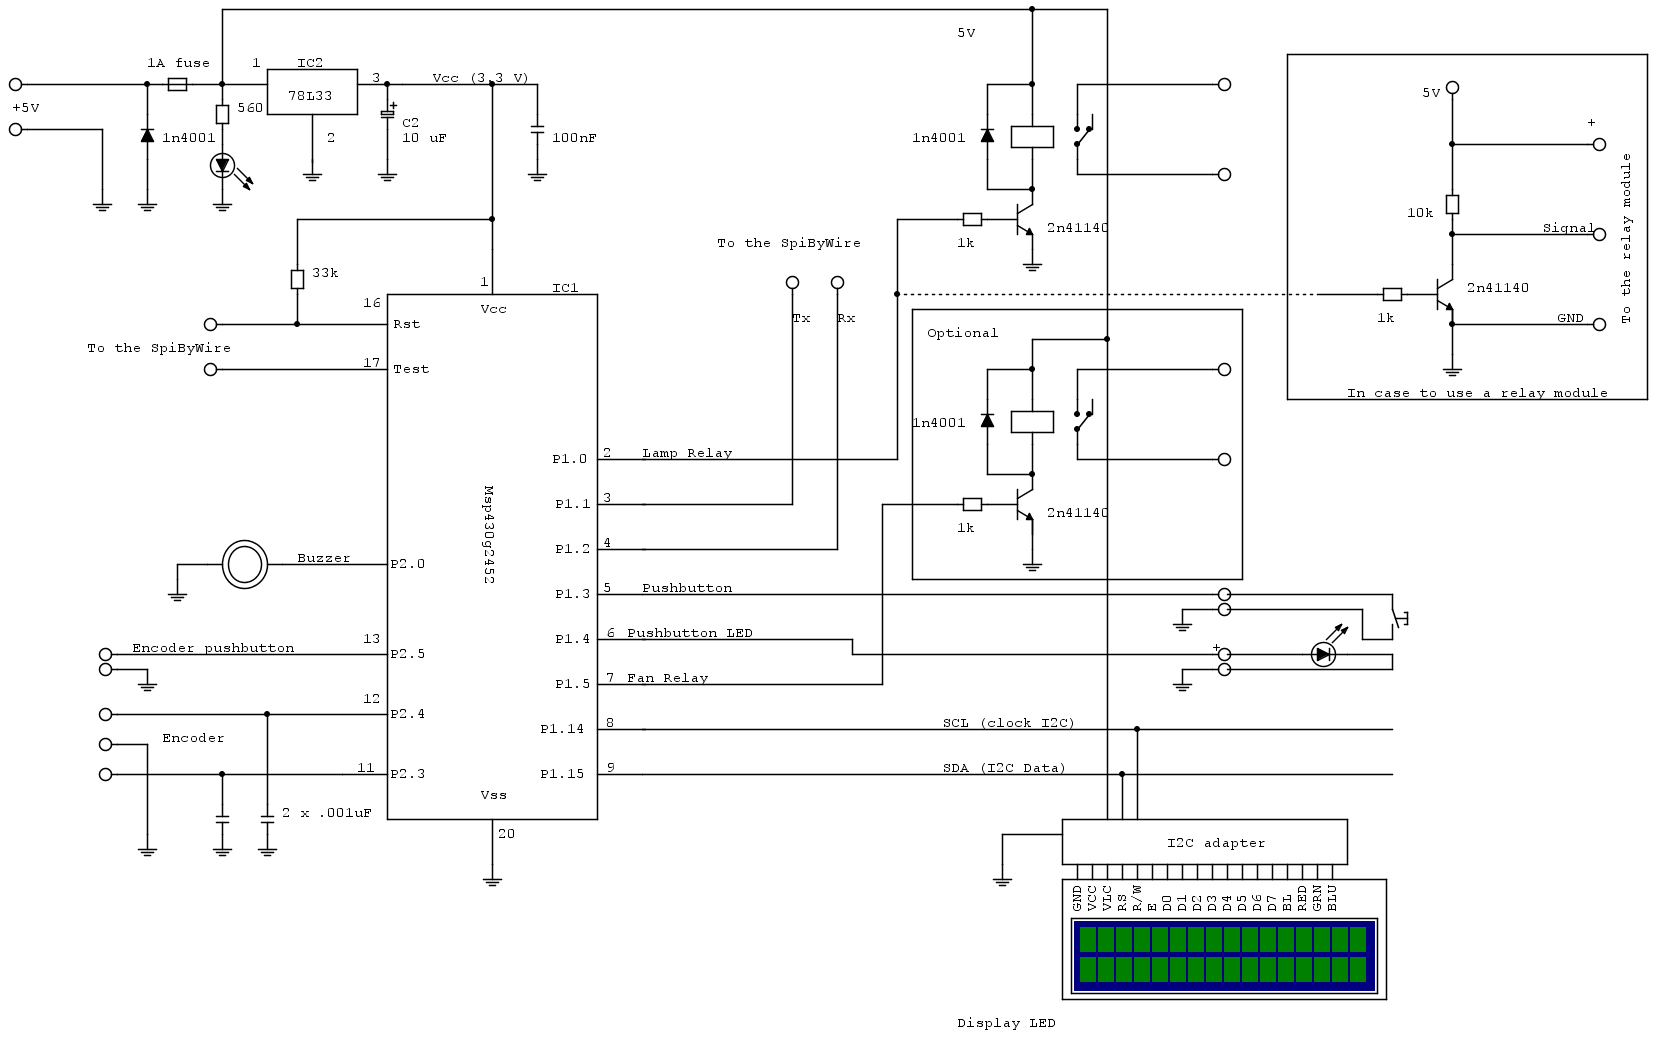 5V
1A fuse
1
IC2
3
Vcc (3,3 V)
78L33
+5V
560
+
C2
10 uF
1n4001
2
100nF
1n4001
5V
+
10k
Signal
To the relay module
2n41140
1k
To the SpiByWire
33k
1
IC1
2n41140
1k
GND
In case to use a relay module
16
Vcc
Rst
Tx
Rx
To the SpiByWire
17
Test
Optional
1n4001
P1.0
2
Lamp Relay
Msp430g2452
P1.1
3
2n41140
1k
P1.2
4
Buzzer
P2.0
P1.3
5
Pushbutton
13
Encoder pushbutton
P2.5
P1.4
6
Pushbutton LED
+
P1.5
7
Fan Relay
12
P2.4
P1.14
8
SCL (clock I2C)
Encoder
11
P2.3
P1.15
9
SDA (I2C Data)
Vss
2 x .001uF
20
I2C adapter
GND
VCC
VLC
RS
R/W
E
D0
D1
D2
D3
D4
D5
D6
D7
BL
RED
GRN
BLU
Display LED